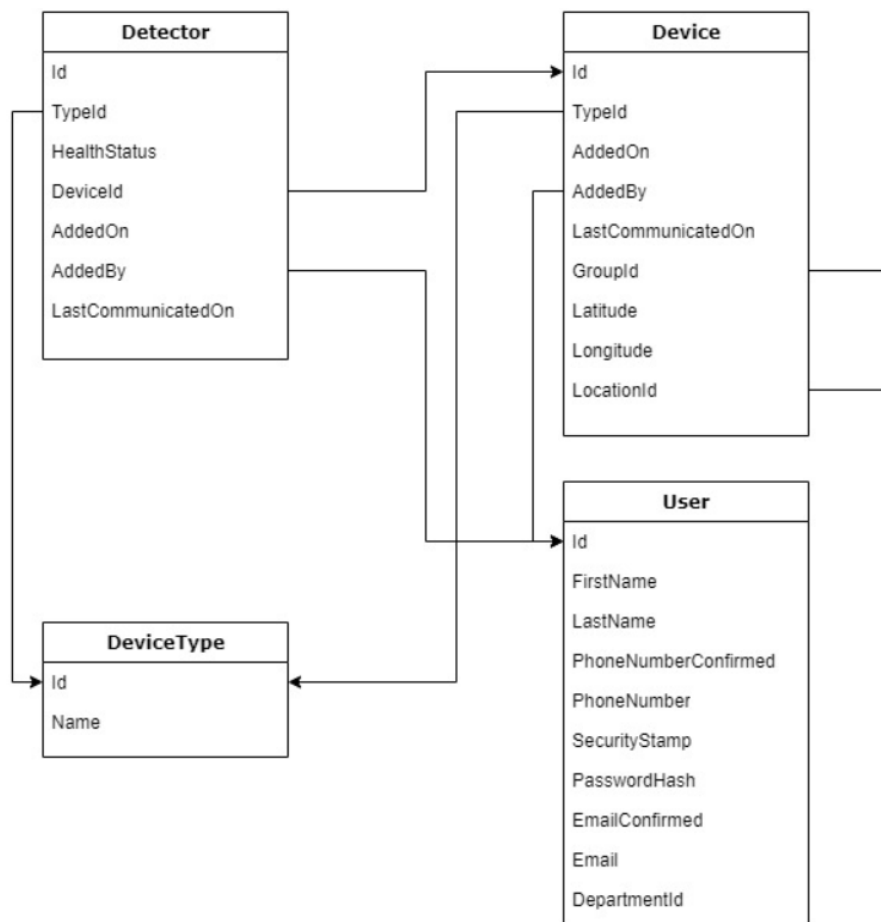 Detector
Id
TypeId
HealthStatus
DeviceId
AddedOn
AddedBy
LastCommunicatedOn
Device
Id
TypeId
AddedOn
AddedBy
LastCommunicatedOn
GroupId
Latitude
Longitude
LocationId
DeviceType
Id
Name
User
Id
FirstName
LastName
PhoneNumberConfirmed
PhoneNumber
SecurityStamp
PasswordHash
EmailConfirmed
Email
DepartmentId